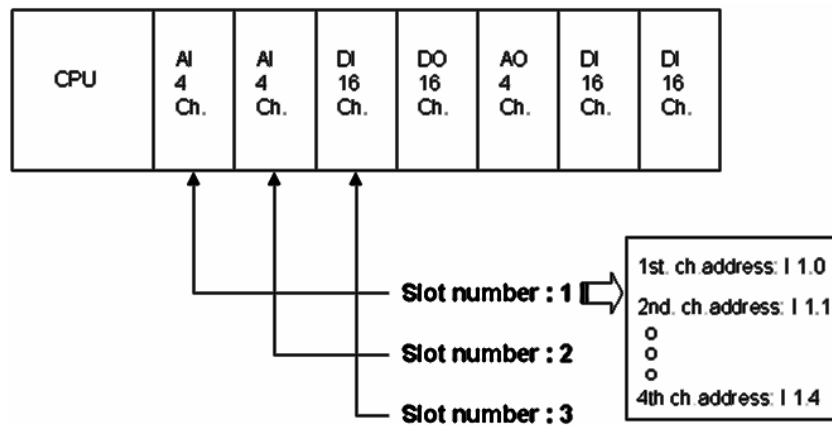 CPU
AI
4
Ch.
AI
4
Ch.
DI
16
Ch.
DO
16
Ch.
AO
4
Ch.
DI
16
Ch.
DI
16
Ch.
Slot number : 1
1st. ch.address: I 1.0
2nd. ch.address: I 1.1
o
o
o
4th ch.address: I 1.4
Slot number : 2
Slot number : 3